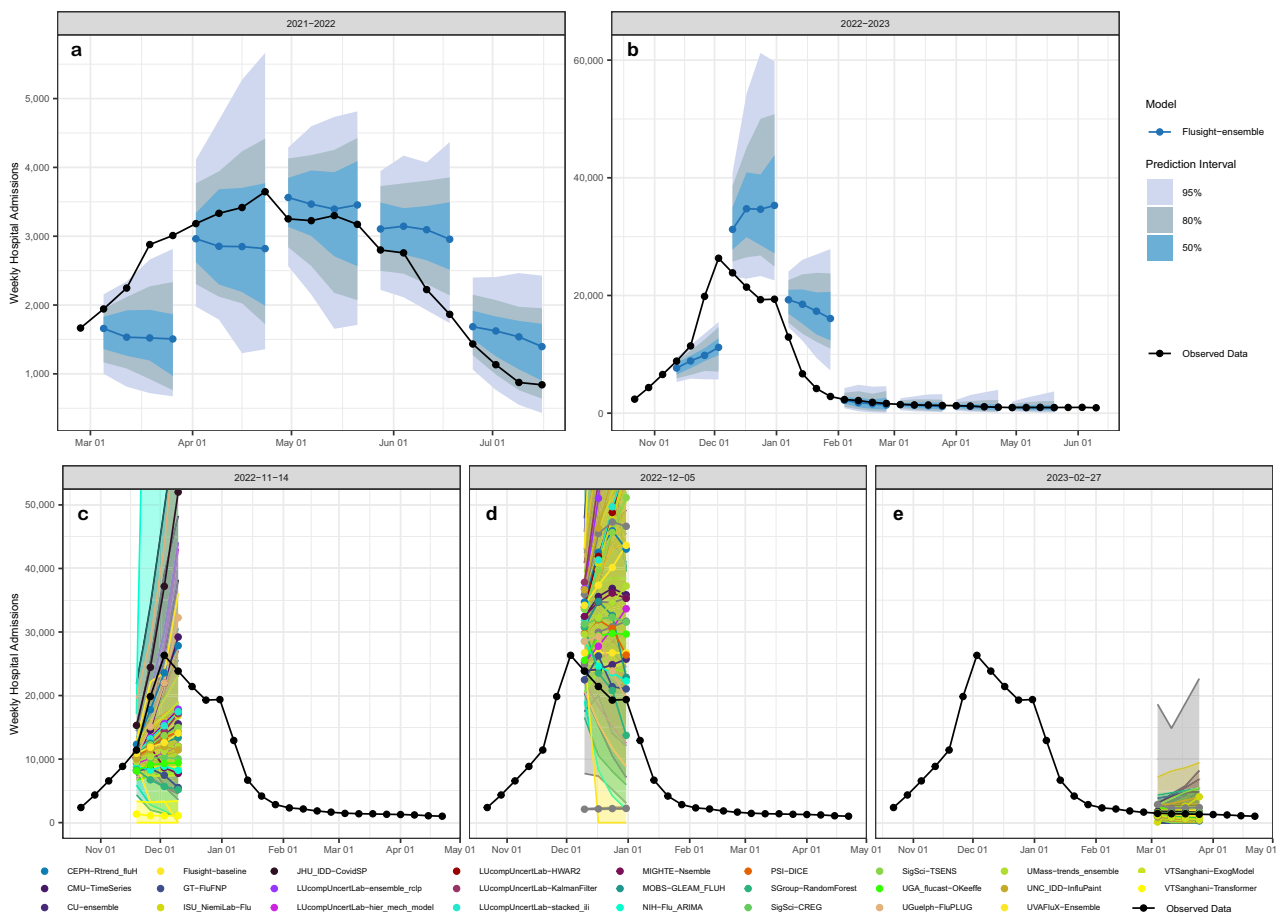 2021−2022
2022−2023
a
b
Weekly Hospital Admissions
5,000
4,000
3,000
2,000
1,000
Mar 01
Apr 01
May 01
Jun 01
Jul 01
60,000
40,000
20,000
0
Nov 01
Dec 01
Jan 01
Feb 01
Mar 01
Apr 01
May 01
Jun 01
Model
Flusight−ensemble
Prediction Interval
95%
80%
50%
Observed Data
2022−11−14
2022−12−05
2023−02−27
c
d
e
Weekly Hospital Admissions
50,000
40,000
30,000
20,000
10,000
0
Nov 01
Dec 01
Jan 01
Feb 01
Mar 01
Apr 01
May 01
Nov 01
Dec 01
Jan 01
Feb 01
Mar 01
Apr 01
May 01
Nov 01
Dec 01
Jan 01
Feb 01
Mar 01
Apr 01
May 01
CEPH−Rtrend_fluH
Flusight−baseline
JHU_IDD−CovidSP
LUcompUncertLab−HWAR2
MIGHTE−Nsemble
PSI−DICE
SigSci−TSENS
UMass−trends_ensemble
VTSanghani−ExogModel
CMU−TimeSeries
GT−FluFNP
LUcompUncertLab−ensemble_rclp
LUcompUncertLab−KalmanFilter
MOBS−GLEAM_FLUH
SGroup−RandomForest
UGA_flucast−OKeeffe
UNC_IDD−InfluPaint
VTSanghani−Transformer
CU−ensemble
ISU_NiemiLab−Flu
LUcompUncertLab−hier_mech_model
LUcompUncertLab−stacked_ili
NIH−Flu_ARIMA
SigSci−CREG
UGuelph−FluPLUG
UVAFluX−Ensemble
Observed Data